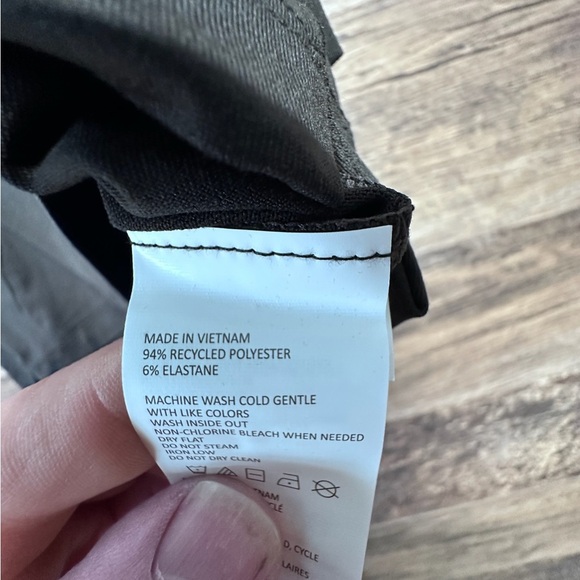 MADE IN VIETNAM
94% RECYCLED POLYESTER
6% ELASTANE
MACHINE WASH COLD GENTLE
WITH LIKE COLORS
WASH INSIDE OUT
NON-CHLORINE BLEACH WHEN NEEDED
DRY FLAT
DO NOT STEAM
IRON LOW
DO NOT DRY CLEAN
CYCLE